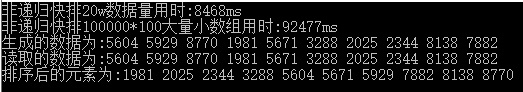 非递归快排20w数据量用时:8468ms
非递归快排100000*100大量小数组用时:92477ms
生成的数据为:5604 5929 8770 1981 5671 3288 2025 2344 8138 7882
读取的数据为:5604 5929 8770 1981 5671 3288 2025 2344 8138 7882
排序后的元素为:1981 2025 2344 3288 5604 5671 5929 7882 8138 8770